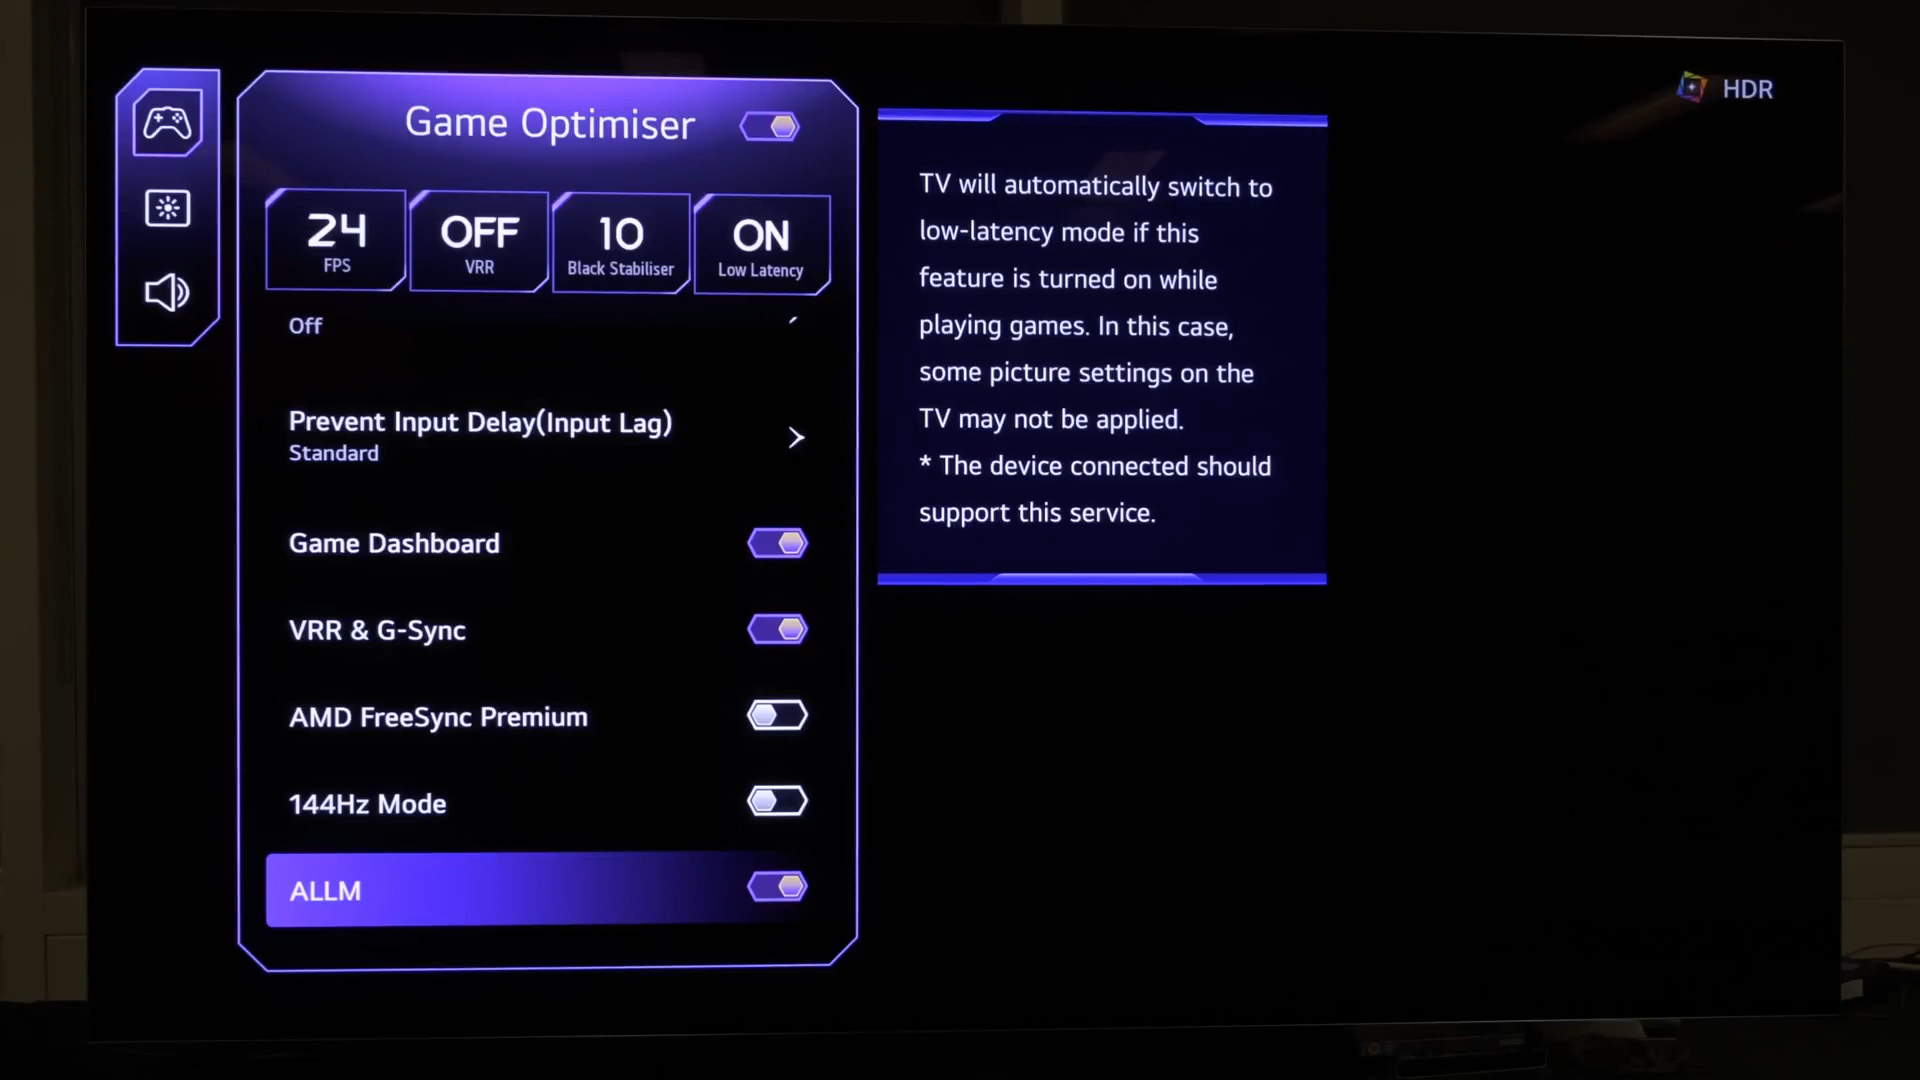 HDR
Game Optimiser
24
FPS
OFF
VRR
10
Black Stabiliser
ON
Low Latency
Off
Prevent Input Delay(Input Lag)
Standard
Game Dashboard
VRR & G-Sync
AMD FreeSync Premium
144Hz Mode
ALLM
TV will automatically switch to
low-latency mode if this
feature is turned on while
playing games. In this case,
some picture settings on the
TV may not be applied.
* The device connected should
support this service.